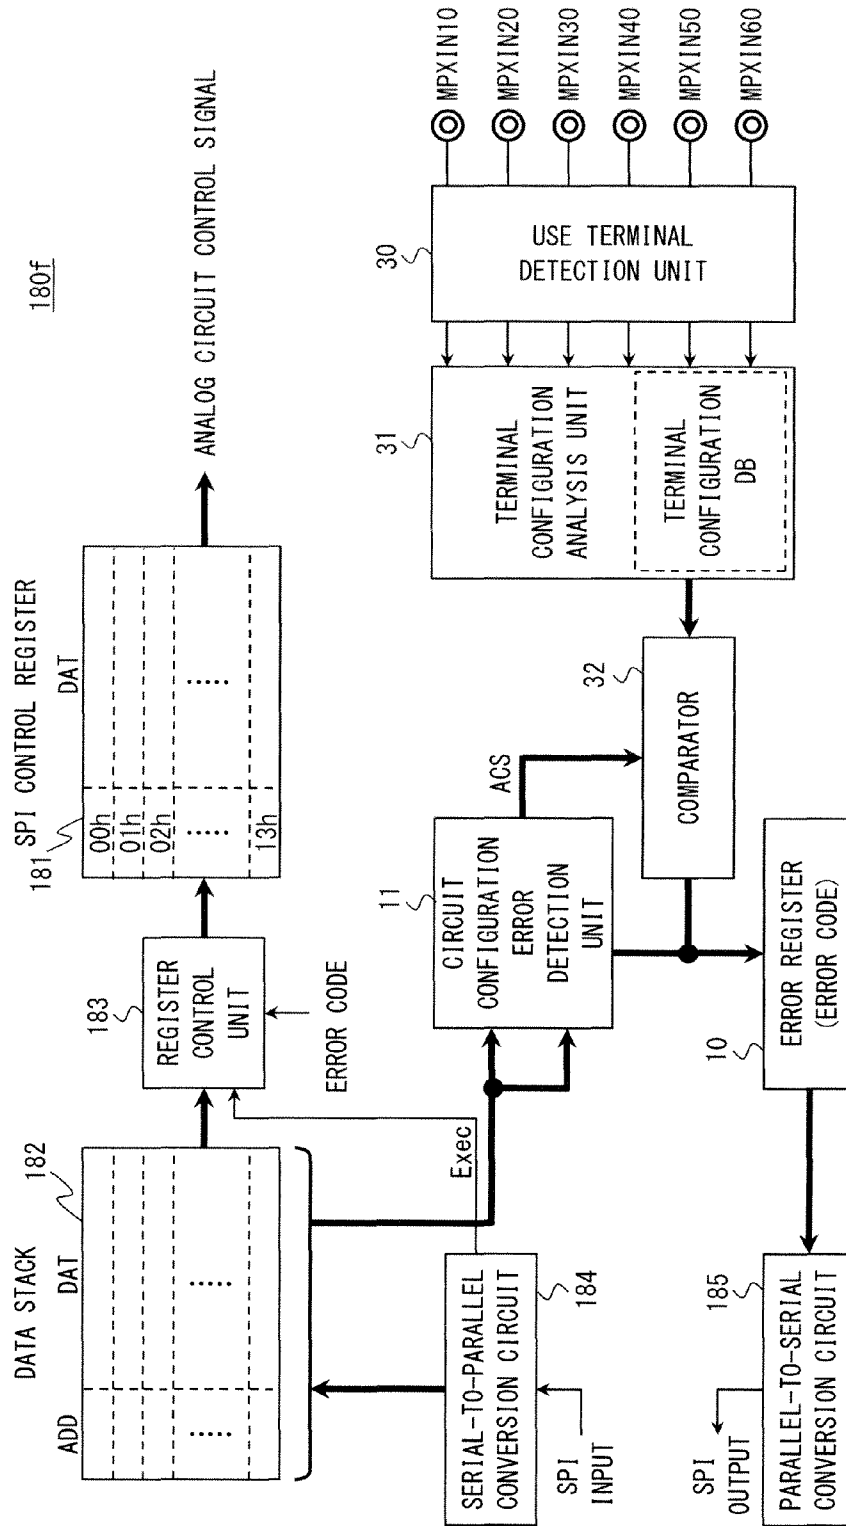 180f
DATA STACK
182
ADD
DAT
.....
.....
183
REGISTER
CONTROL
UNIT
ERROR CODE
SPI CONTROL REGISTER
181
DAT
00h
01h
02h
.....
.....
13h
ANALOG CIRCUIT CONTROL SIGNAL
Exec
SERIAL-TO-PARALLEL
CONVERSION CIRCUIT
184
SPI
INPUT
11
CIRCUIT
CONFIGURATION
ERROR
DETECTION
UNIT
ACS
32
COMPARATOR
31
TERMINAL
CONFIGURATION
ANALYSIS UNIT
TERMINAL
CONFIGURATION
DB
30
USE TERMINAL
DETECTION UNIT
MPXIN10
MPXIN20
MPXIN30
MPXIN40
MPXIN50
MPXIN60
SPI
OUTPUT
185
PARALLEL-TO-SERIAL
CONVERSION CIRCUIT
10
ERROR REGISTER
(ERROR CODE)